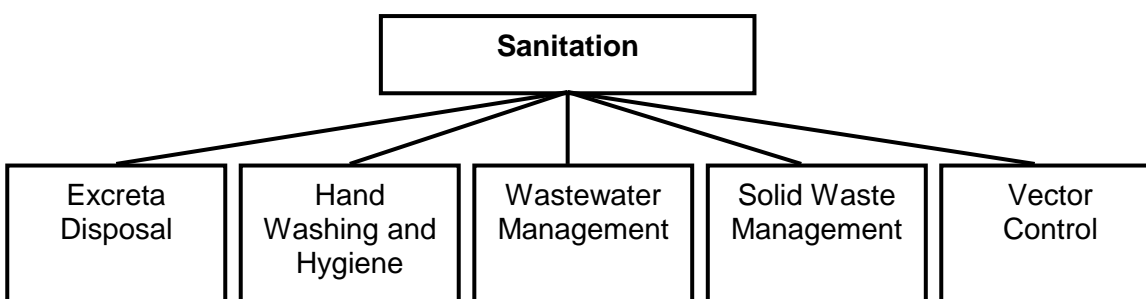 Sanitation
Excreta
Disposal
Hand
Washing and
Hygiene
Wastewater
Management
Solid Waste
Management
Vector
Control